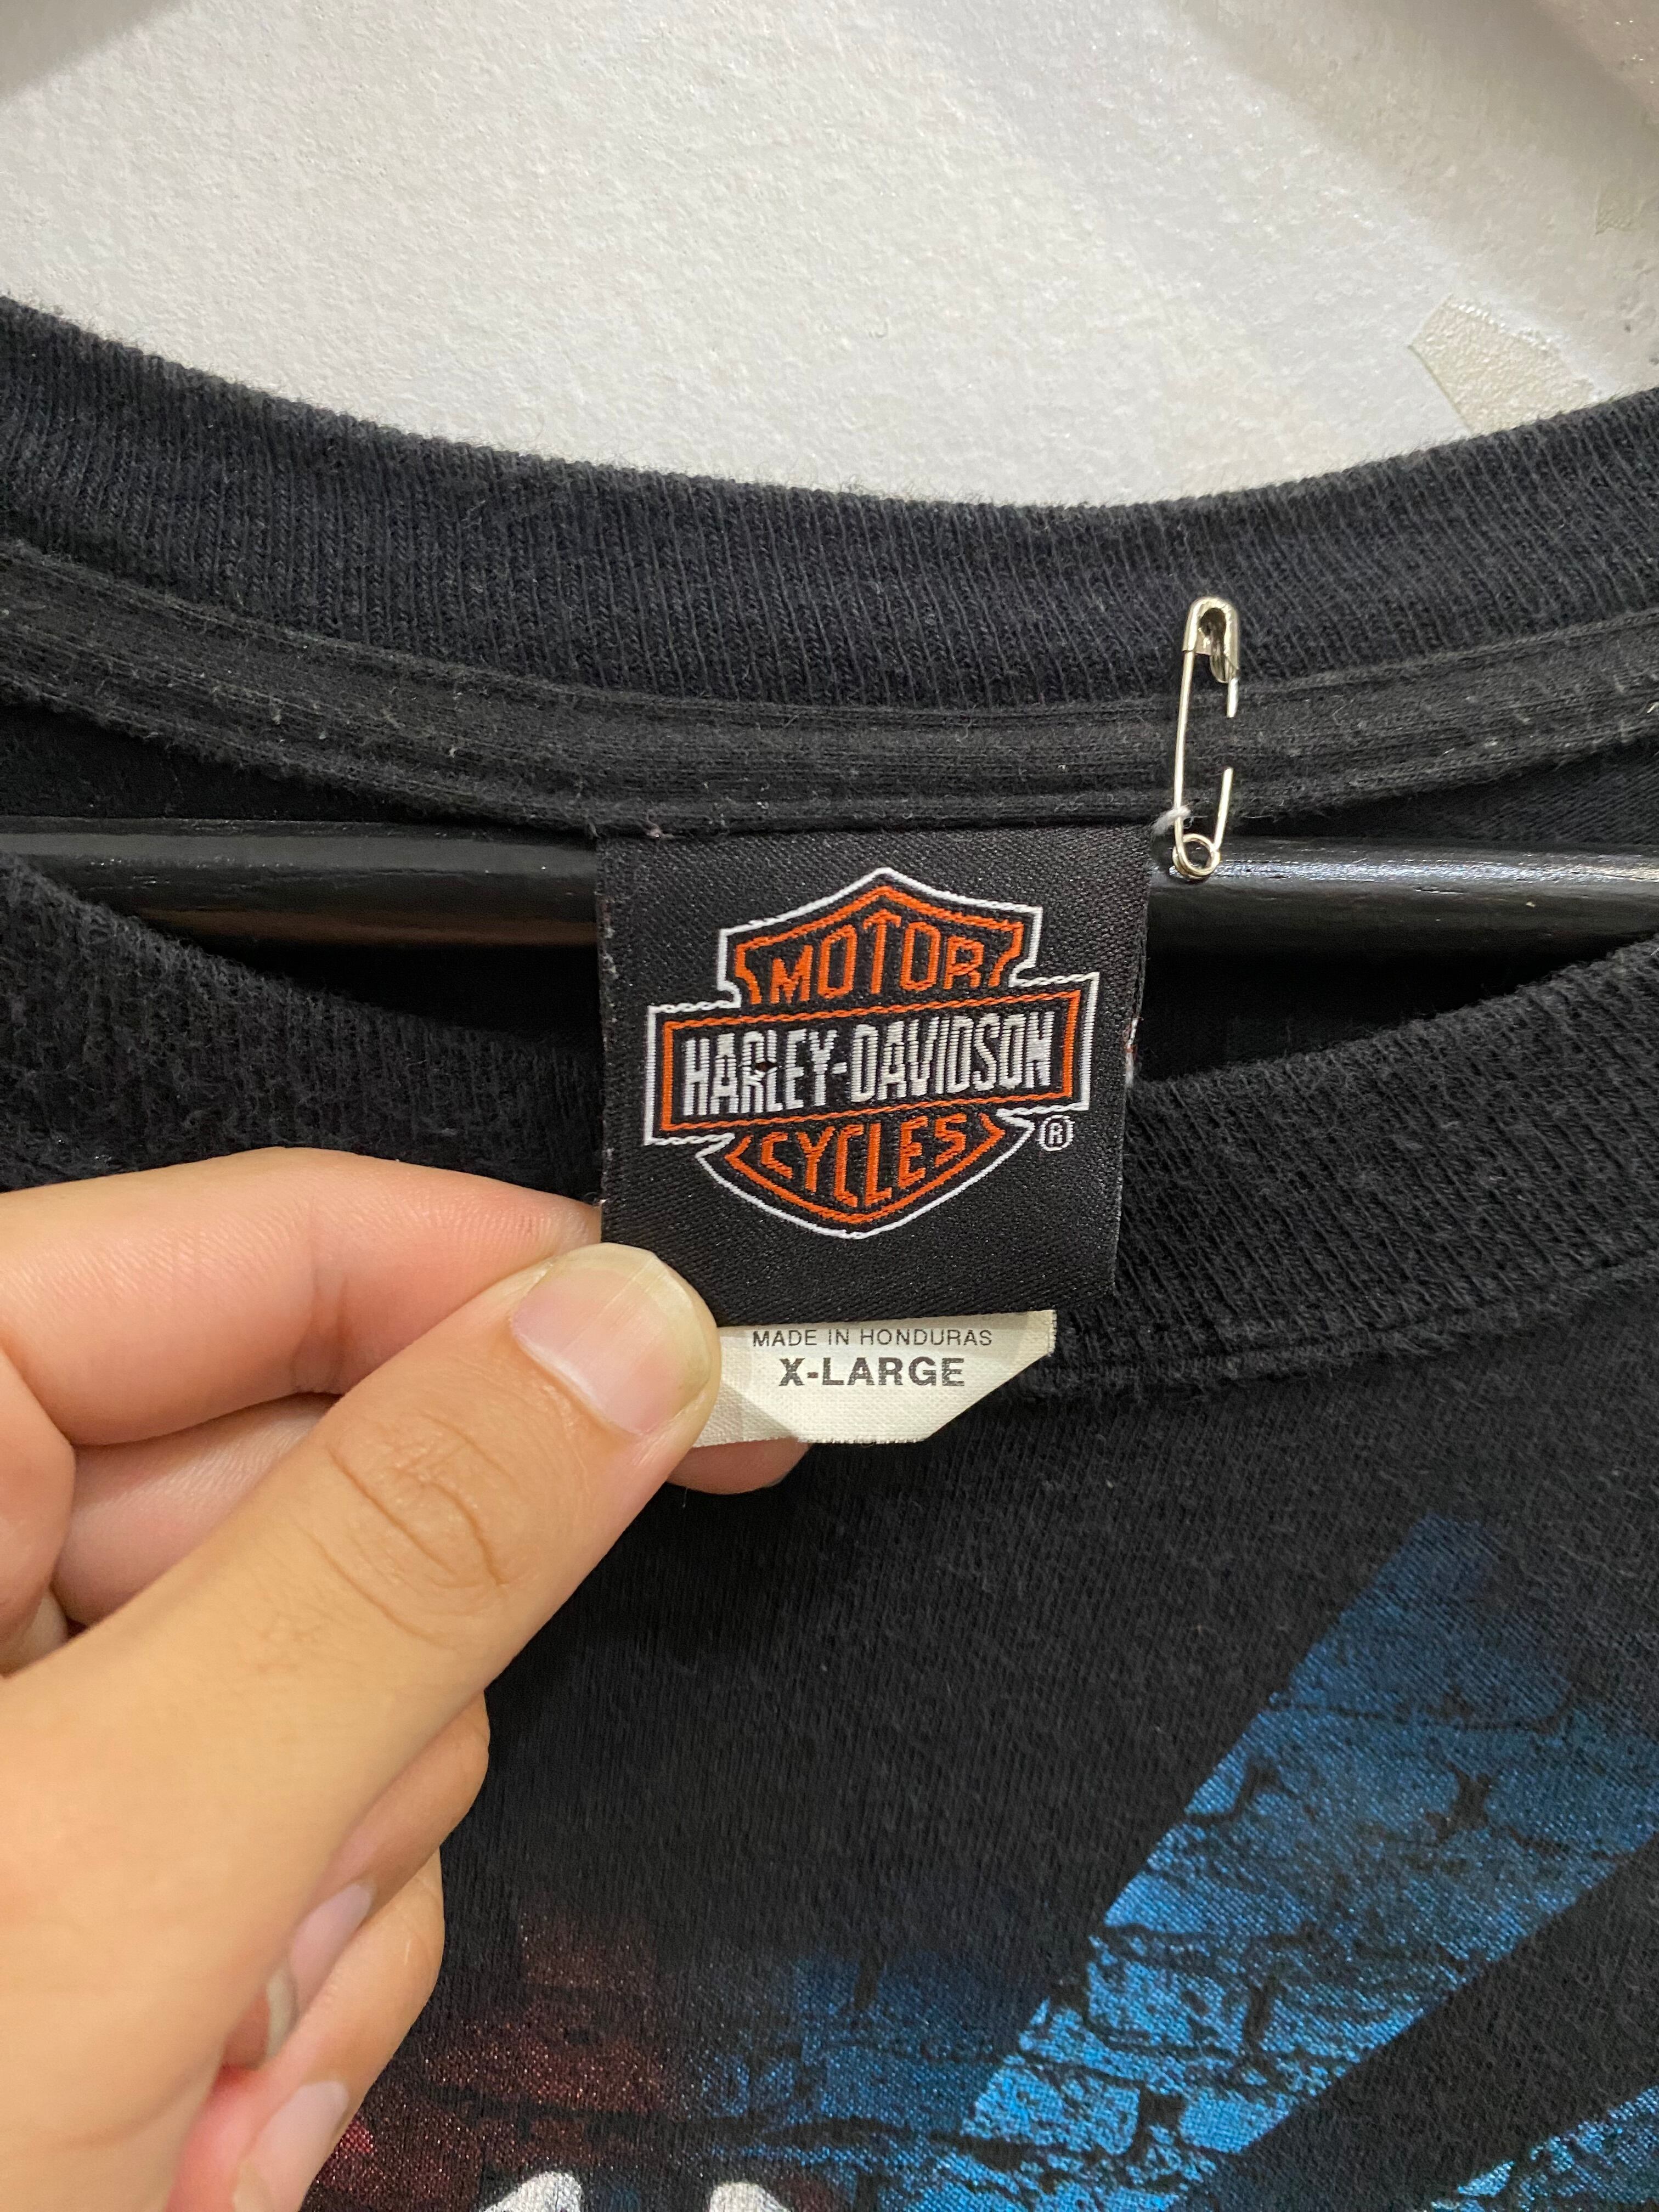 MOTOR
HARLEY-DAVIDSON
CYCLES
®
MADE IN HONDURAS
X-LARGE